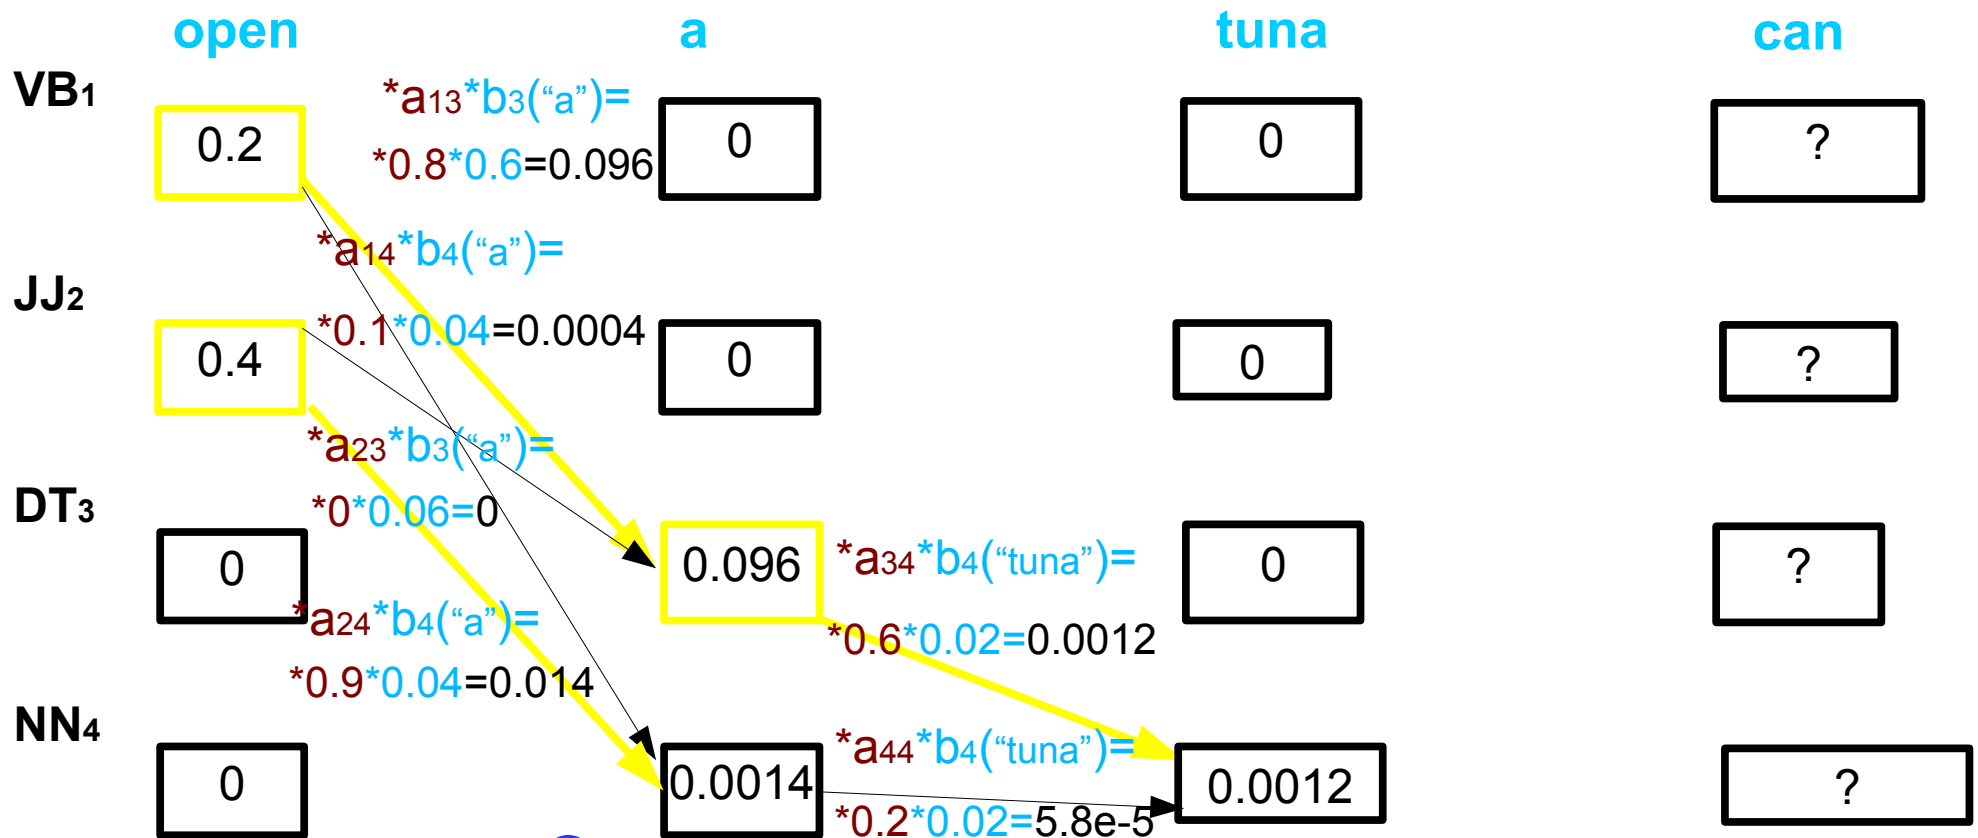 open a tuna can
VB1
*a13*b3(“a”)=
0.2 0 0 ?
*0.8*0.6=0.096
*a14*b4(“a”)=
JJ2
*0.1*0.04=0.0004
0.4 0 0 ?
*a23*b3(“a”)=
DT3
*0*0.06=0
0 0.096 *a34*b4(“tuna”)= 0 ?
*a24*b4(“a”)=
*0.6*0.02=0.0012
*0.9*0.04=0.014
NN4
*a44*b4(“tuna”)=
0 0.0014 0.0012 ?
*0.2*0.02=5.8e-5